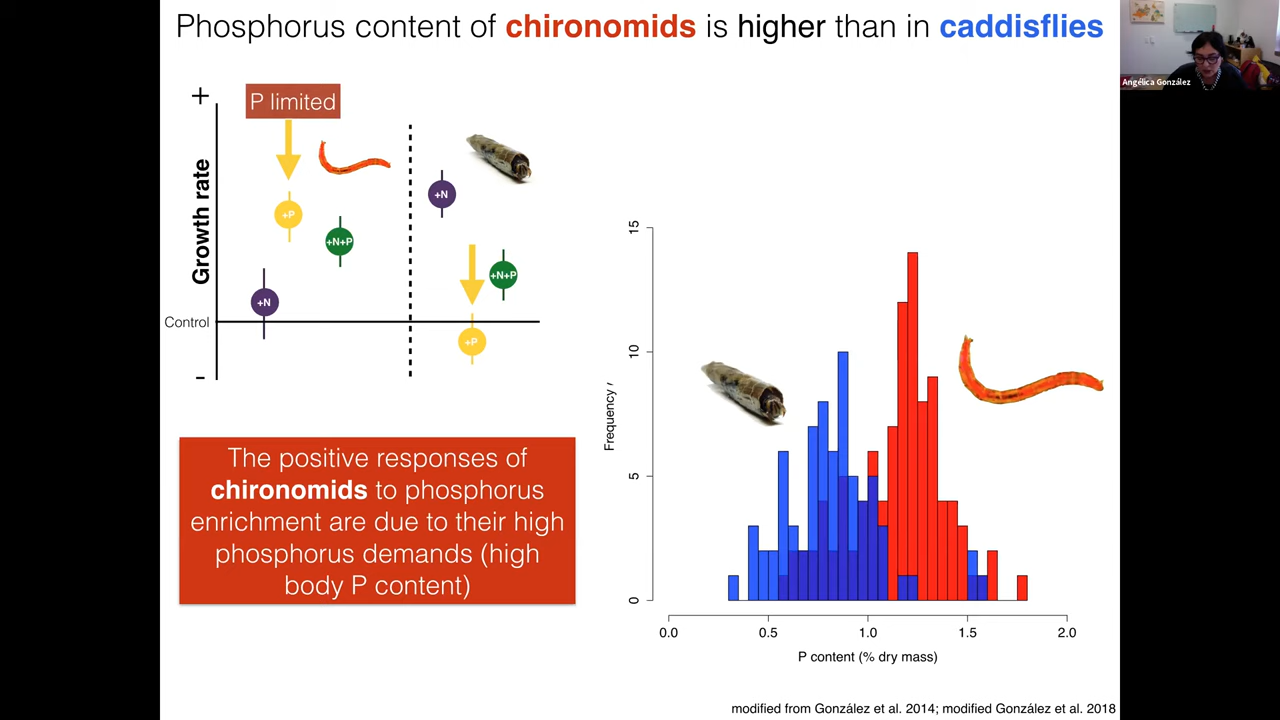 Phosphorus content of chironomids is higher than in caddisflies
Angélica González
+
P limited
Growth rate
+P
+N+P
+N
+N
+N+P
+P
Control
-
The positive responses of
chironomids to phosphorus
enrichment are due to their high
phosphorus demands (high
body P content)
Frequency
15
10
5
0
0.0 0.5 1.0 1.5 2.0
P content (% dry mass)
modified from González et al. 2014; modified González et al. 2018